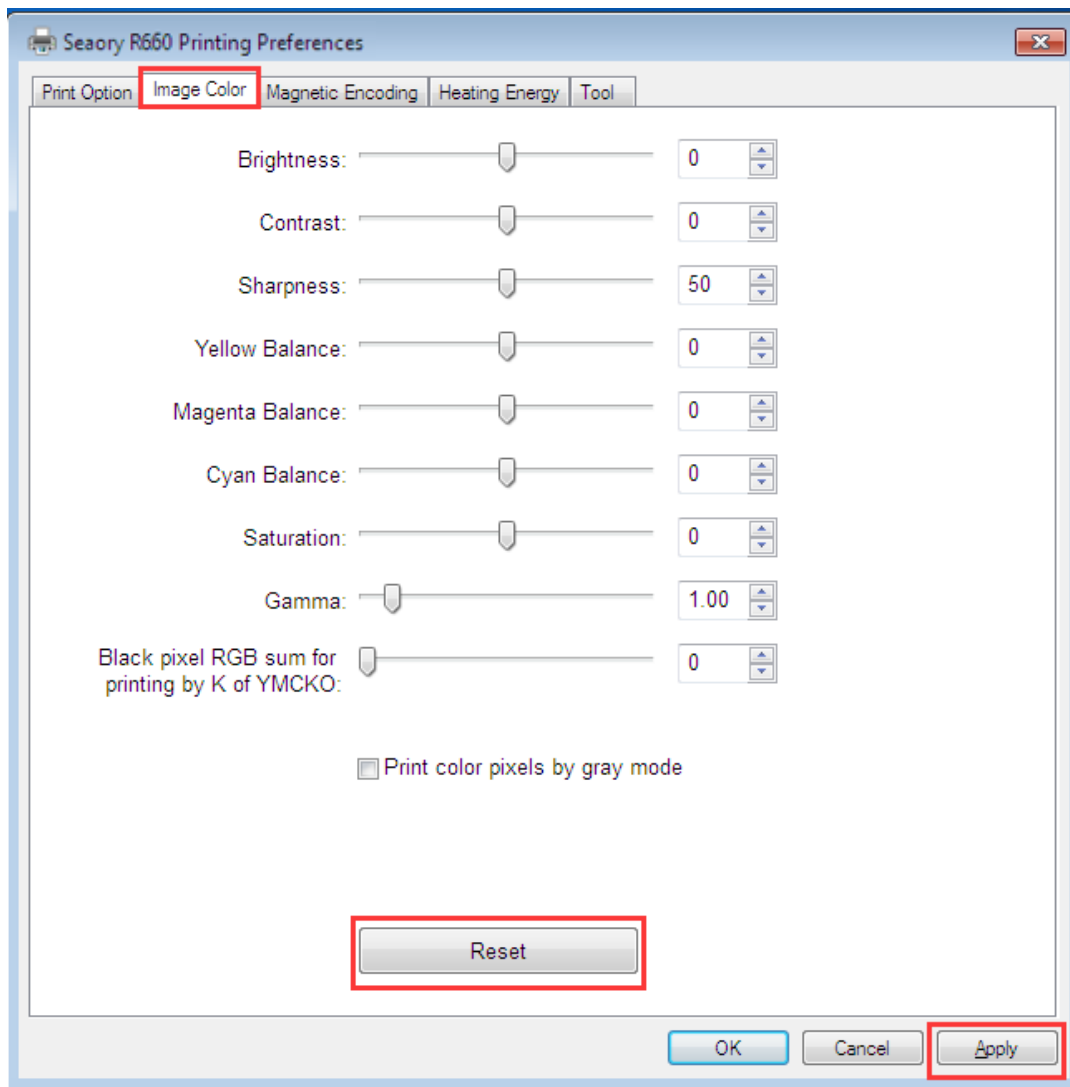 Seaory R660 Printing Preferences
Print Option Image Color Magnetic Encoding Heating Energy Tool
Brightness: 0
Contrast: 0
Sharpness: 50
Yellow Balance: 0
Magenta Balance: 0
Cyan Balance: 0
Saturation: 0
Gamma: 1.00
Black pixel RGB sum for
printing by K of YMCKO: 0
Print color pixels by gray mode
Reset
OK Cancel Apply